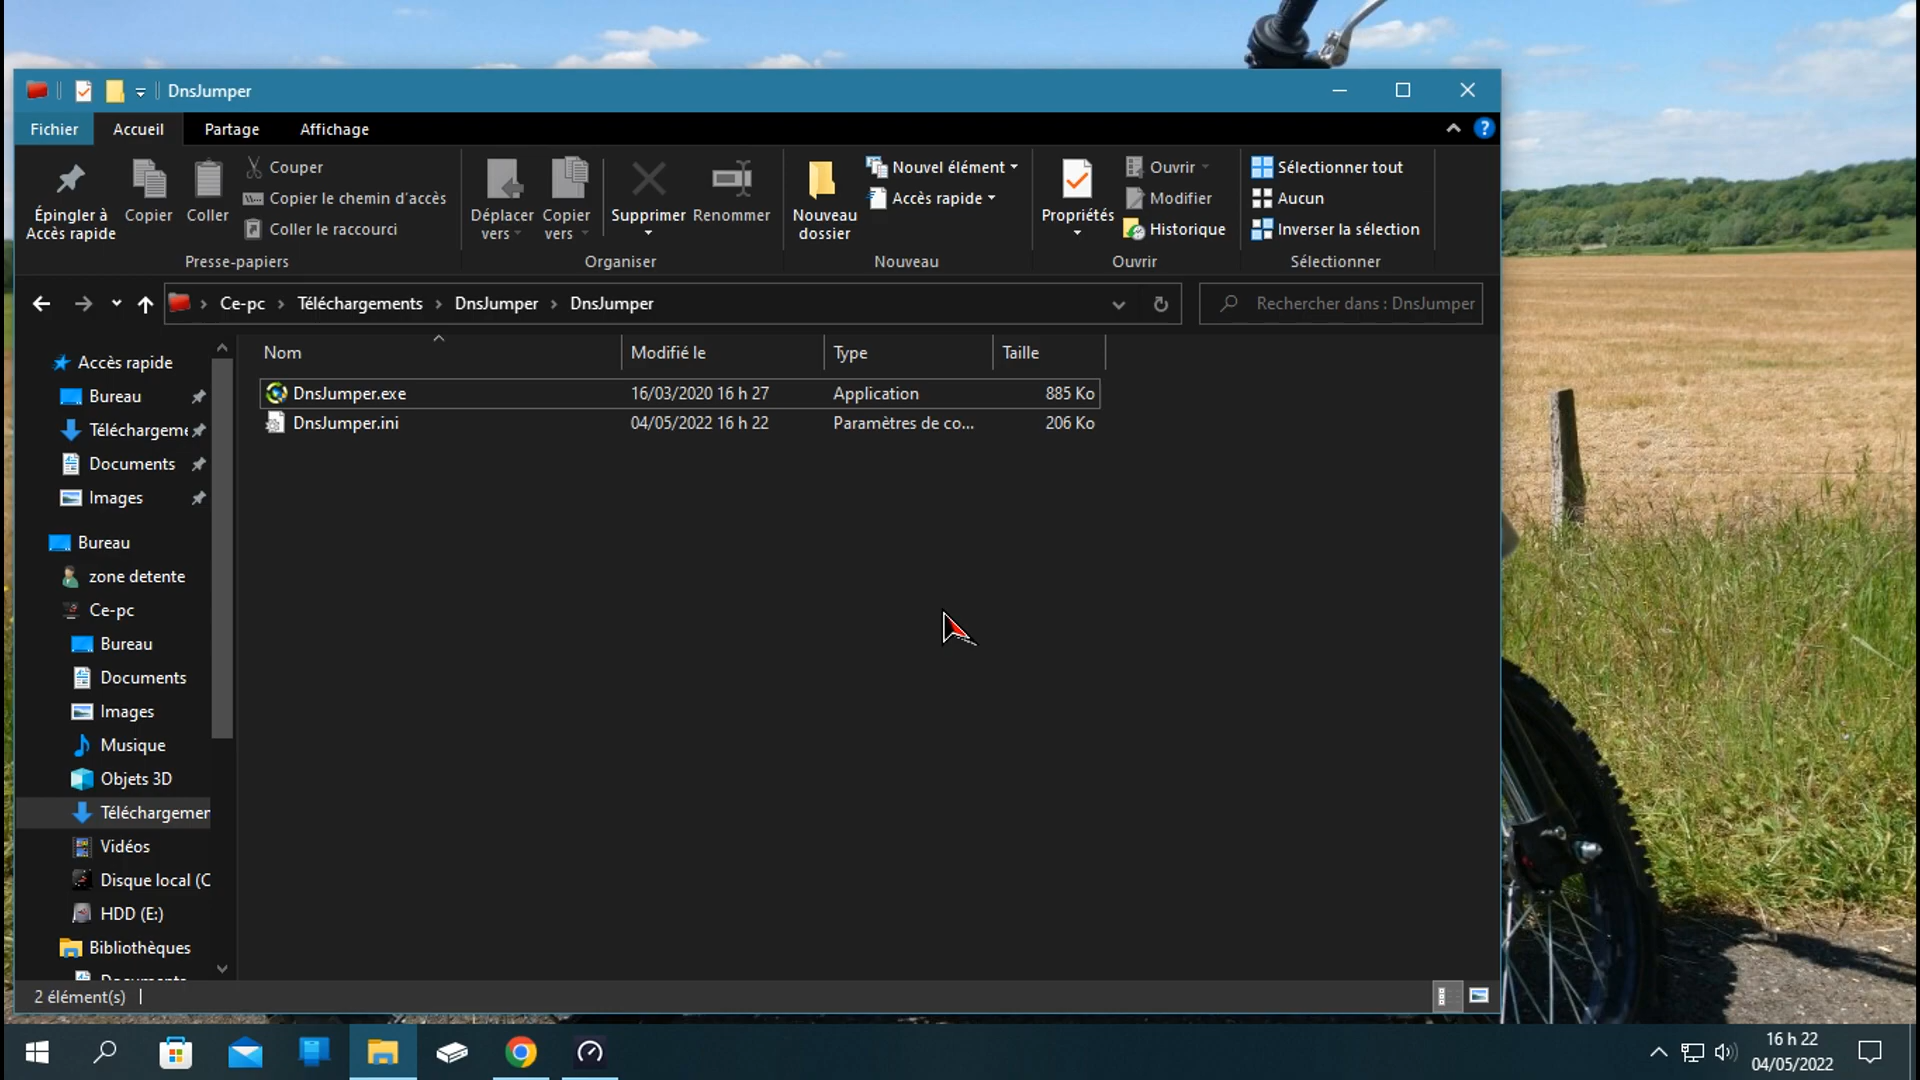 DnsJumper
Fichier Accueil Partage Affichage
Épingler à Accès rapide
Copier
Coller
Couper
Copier le chemin d'accès
Coller le raccourci
Presse-papiers
Déplacer vers
Copier vers
Supprimer
Renommer
Organiser
Nouveau dossier
Nouvel élément
Accès rapide
Nouveau
Propriétés
Ouvrir
Modifier
Historique
Ouvrir
Sélectionner tout
Aucun
Inverser la sélection
Sélectionner
Ce-pc > Téléchargements > DnsJumper > DnsJumper
Rechercher dans : DnsJumper
Nom Modifié le Type Taille
DnsJumper.exe 16/03/2020 16 h 27 Application 885 Ko
DnsJumper.ini 04/05/2022 16 h 22 Paramètres de co... 206 Ko
Accès rapide
Bureau
Téléchargeme
Documents
Images
Bureau
zone detente
Ce-pc
Bureau
Documents
Images
Musique
Objets 3D
Téléchargemen
Vidéos
Disque local (C
HDD (E:)
Bibliothèques
Documents
2 élément(s)
16 h 22
04/05/2022